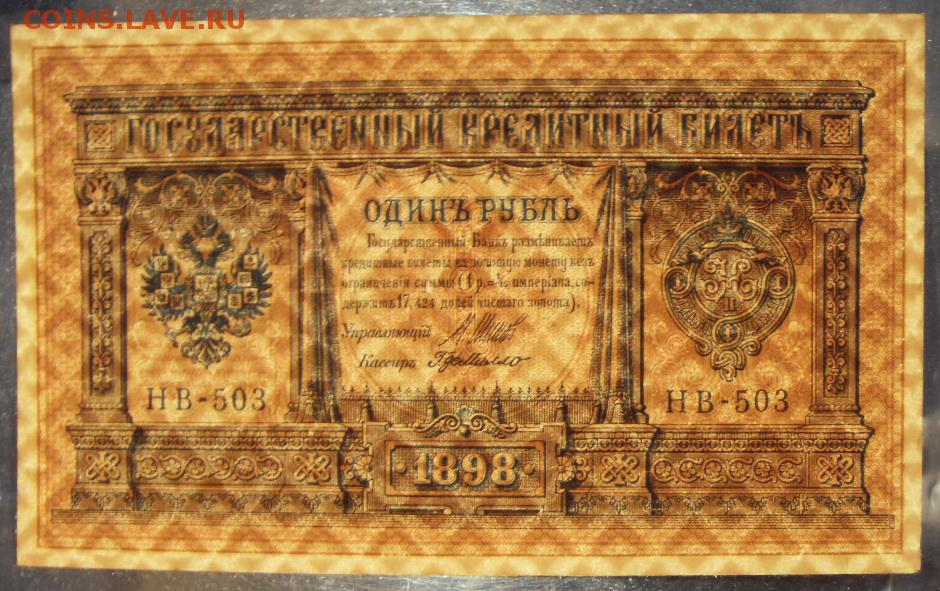 COINS.LAVE.RU
ГОСУДАРСТВЕННЫЙ КРЕДИТНЫЙ БИЛЕТЪ
ОДИНЪ РУБЛЬ
Государственный Банкъ размѣниваетъ
кредитные билеты на золотую монету безъ
ограниченія суммы (1 р. = 1/15 имперіала, со-
держитъ 17,424 долей чистаго золота).
Управляющій
Кассиръ
НВ-503
НВ-503
1898